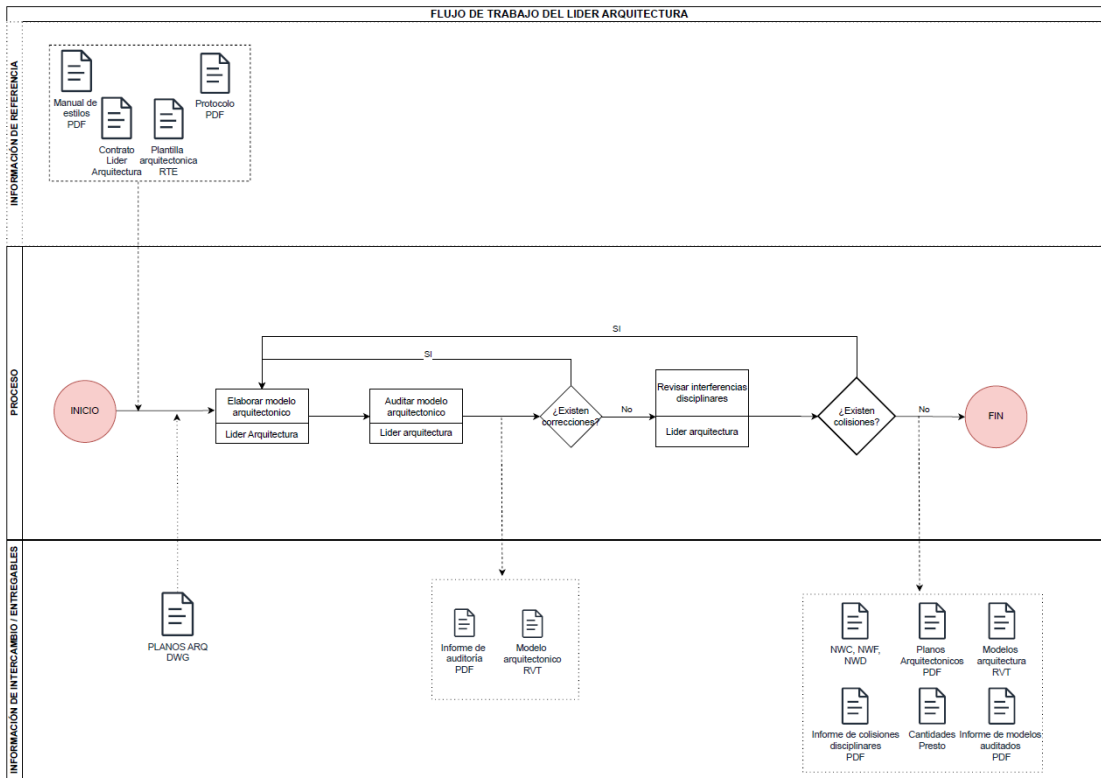 FLUJO DE TRABAJO DEL LIDER ARQUITECTURA
INFORMACIÓN DE REFERENCIA
Manual de
estilos
PDF
Protocolo
PDF
Contrato
Lider
Arquitectura
Plantilla
arquitectonica
RTE
PROCESO
SI
SI
INICIO
Elaborar modelo
arquitectonico
Lider Arquitectura
Auditar modelo
arquitectonico
Lider arquitectura
¿Existen
correcciones?
No
Revisar interferencias
disciplinares
Lider arquitectura
¿Existen
colisiones?
No
FIN
INFORMACIÓN DE INTERCAMBIO / ENTREGABLES
PLANOS ARQ
DWG
Informe de
auditoría
PDF
Modelo
arquitectonico
RVT
NWC, NWF,
NWD
Planos
Arquitectonicos
PDF
Modelos
arquitectura
RVT
Informe de colisiones
disciplinares
PDF
Cantidades
Presto
Informe de modelos
auditados
PDF